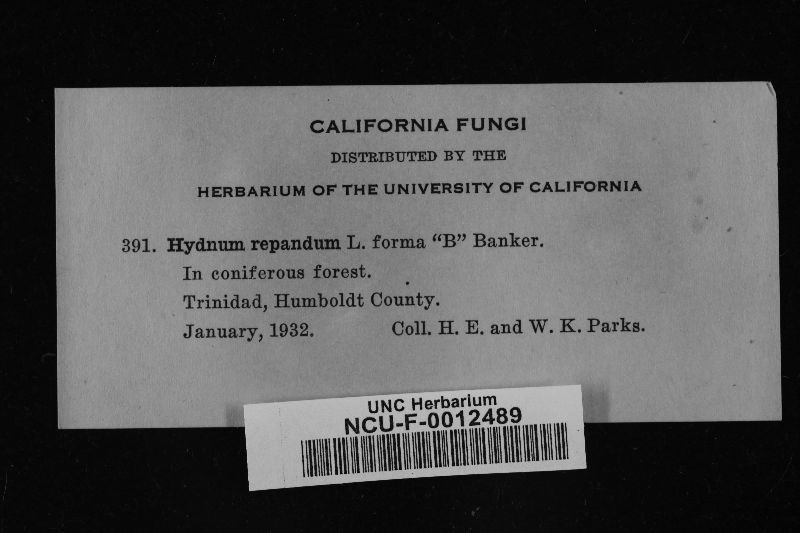 CALIFORNIA FUNGI
DISTRIBUTED BY THE
HERBARIUM OF THE UNIVERSITY OF CALIFORNIA
391. Hydnum repandum L. forma “B” Banker.
In coniferous forest.
Trinidad, Humboldt County.
January, 1932. Coll. H. E. and W. K. Parks.
UNC Herbarium
NCU-F-0012489